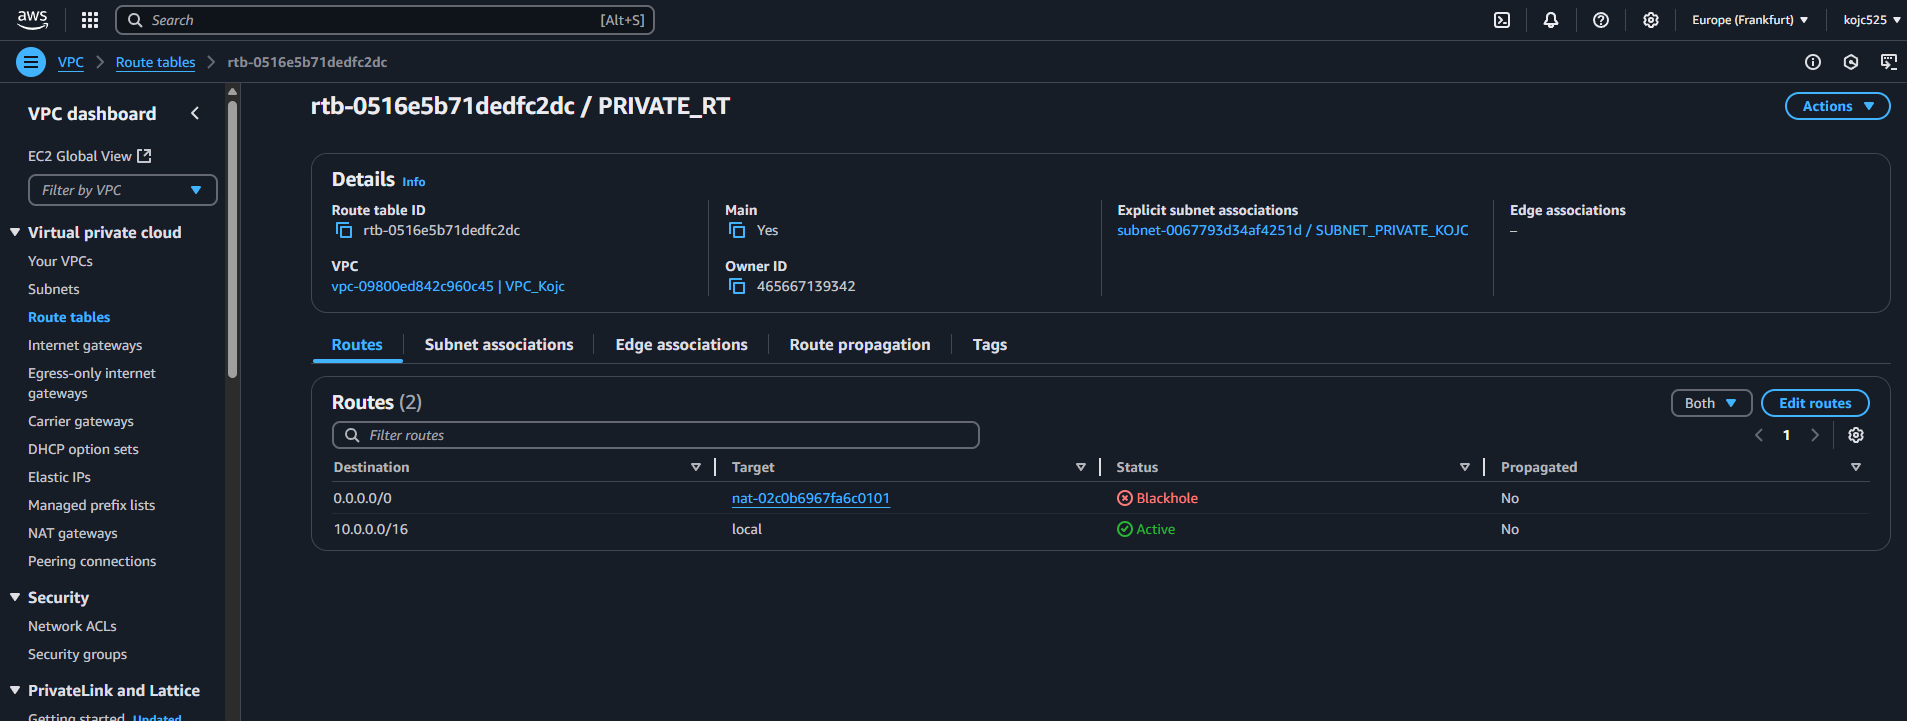 aws
Search [Alt+S]
Europe (Frankfurt)
kojc525
VPC
Route tables
rtb-0516e5b71dedfc2dc
VPC dashboard
EC2 Global View
Filter by VPC
Virtual private cloud
Your VPCs
Subnets
Route tables
Internet gateways
Egress-only internet
gateways
Carrier gateways
DHCP option sets
Elastic IPs
Managed prefix lists
NAT gateways
Peering connections
Security
Network ACLs
Security groups
PrivateLink and Lattice
Getting started Updated
rtb-0516e5b71dedfc2dc / PRIVATE_RT
Actions
Details Info
Route table ID
rtb-0516e5b71dedfc2dc
VPC
vpc-09800ed842c960c45 | VPC_Kojc
Main
Yes
Owner ID
465667139342
Explicit subnet associations
subnet-0067793d34af4251d / SUBNET_PRIVATE_KOJC
Edge associations
–
Routes
Subnet associations
Edge associations
Route propagation
Tags
Routes (2)
Both
Edit routes
Filter routes
1
Destination Target Status Propagated
0.0.0.0/0 nat-02c0b6967fa6c0101 Blackhole No
10.0.0.0/16 local Active No